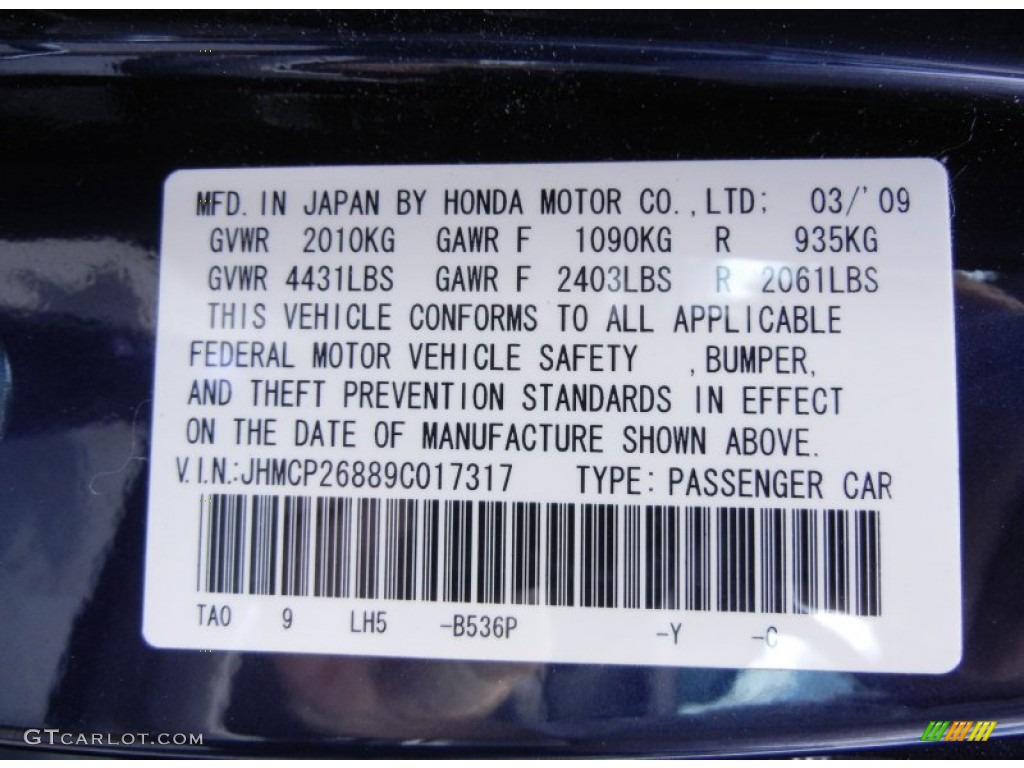 MFD. IN JAPAN BY HONDA MOTOR CO.,LTD; 03/'09
GVWR 2010KG GAWR F 1090KG R 935KG
GVWR 4431LBS GAWR F 2403LBS R 2061LBS
THIS VEHICLE CONFORMS TO ALL APPLICABLE
FEDERAL MOTOR VEHICLE SAFETY ,BUMPER,
AND THEFT PREVENTION STANDARDS IN EFFECT
ON THE DATE OF MANUFACTURE SHOWN ABOVE.
V.I.N.:JHMCP26889C017317 TYPE: PASSENGER CAR
TA0 9 LH5 -B536P -Y -C
GTCARLOT.COM